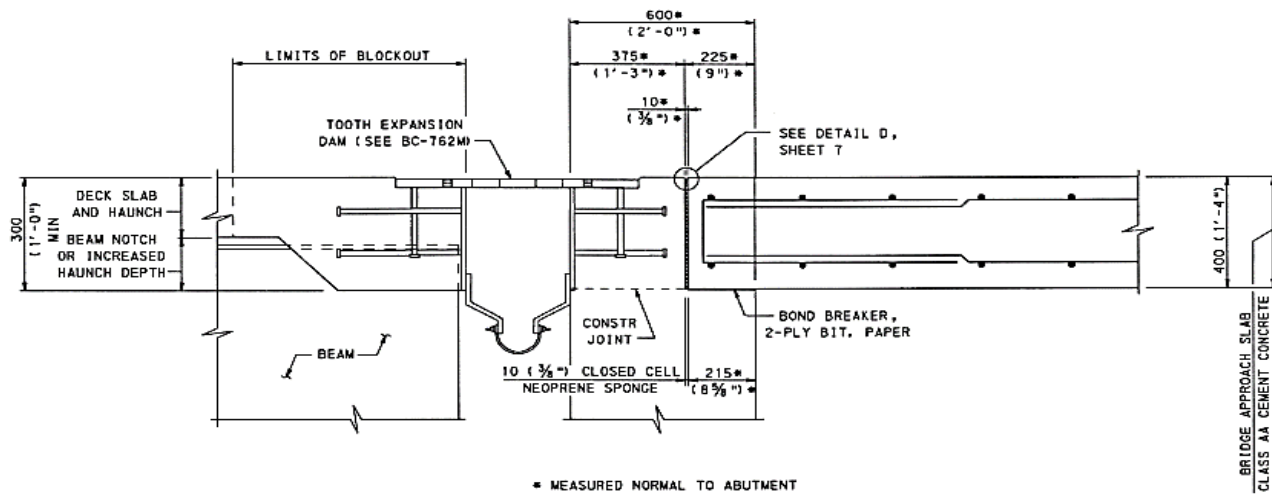 600*
(2'-0")*
LIMITS OF BLOCKOUT
375*
(1'-3")*
225*
(9")*
10*
(3/8")*
TOOTH EXPANSION
DAM (SEE BC-762M)
SEE DETAIL D,
SHEET 7
300
(1'-0")
MIN
DECK SLAB
AND HAUNCH
BEAM NOTCH
OR INCREASED
HAUNCH DEPTH
400 (1'-4")
BRIDGE APPROACH SLAB
CLASS AA CEMENT CONCRETE
CONSTR
JOINT
BOND BREAKER,
2-PLY BIT. PAPER
BEAM
10 (3/8") CLOSED CELL
NEOPRENE SPONGE
215*
(8 5/8")*
* MEASURED NORMAL TO ABUTMENT